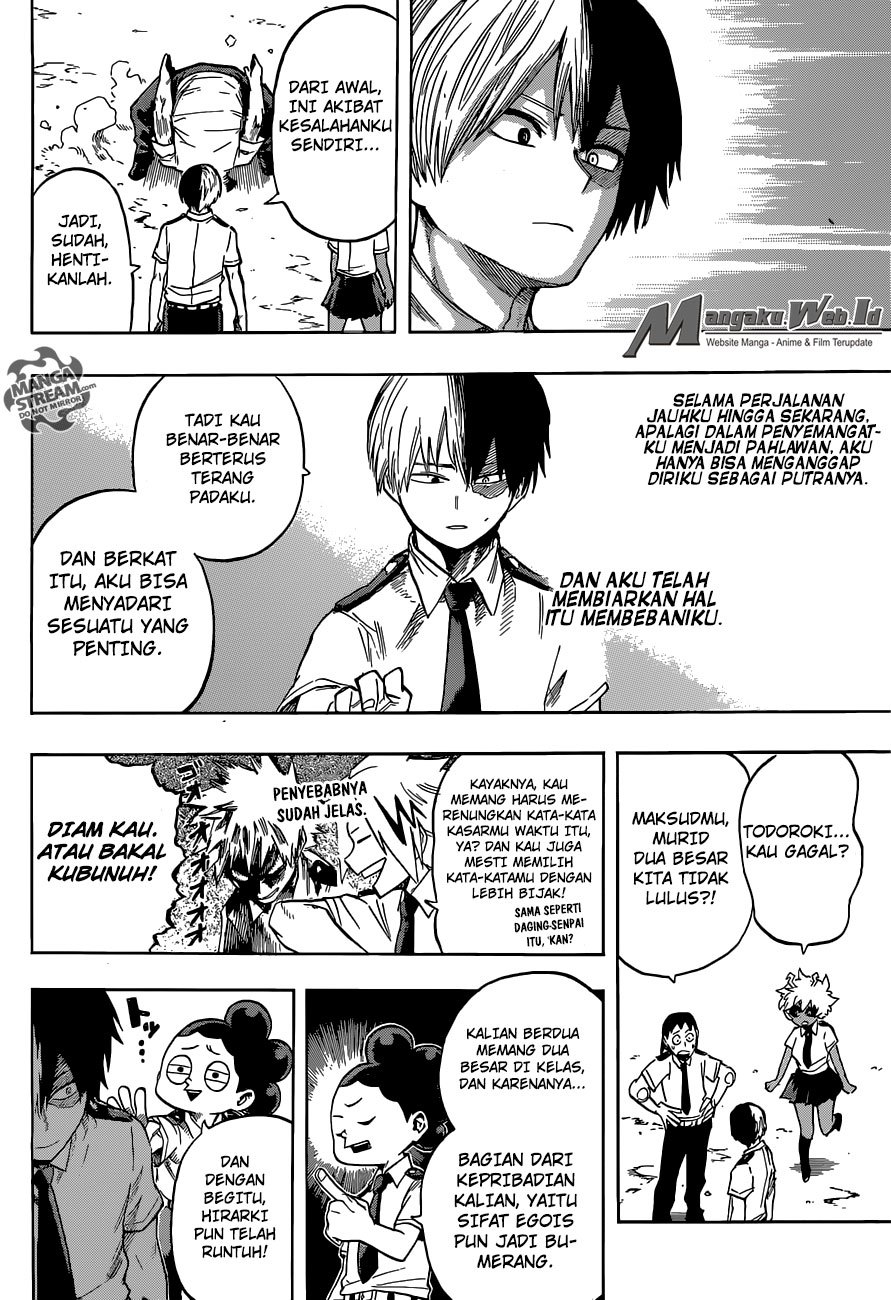 DARI AWAL,
INI AKIBAT
KESALAHANKU
SENDIRI...
JADI,
SUDAH,
HENTI-
KANLAH.
Mangaku.Web.Id
Website Manga - Anime & Film Terupdate
MANGA
STREAM.com
DO NOT MIRROR
SELAMA PERJALANAN
JAUHKU HINGGA SEKARANG,
APALAGI DALAM PENYEMANGAT-
KU MENJADI PAHLAWAN, AKU
HANYA BISA MENGANGGAP
DIRIKU SEBAGAI PUTRANYA.
TADI KAU
BENAR-BENAR
BERTERUS
TERANG
PADAKU.
DAN BERKAT
ITU, AKU BISA
MENYADARI
SESUATU YANG
PENTING.
DAN AKU TELAH
MEMBIARKAN HAL
ITU MEMBEBANIKU.
TODOROKI...
KAU GAGAL?
MAKSUDMU,
MURID
DUA BESAR
KITA TIDAK
LULUS?!
KAYAKNYA, KAU
MEMANG HARUS ME-
RENUNGKAN KATA-KATA
KASARMU WAKTU ITU,
YA? DAN KAU JUGA
MESTI MEMILIH
KATA-KATAMU DENGAN
LEBIH BIJAK!
SAMA SEPERTI
DAGING-SENPAI
ITU, 'KAN?
PENYEBABNYA
SUDAH JELAS.
ゴオオオオ
DIAM KAU.
ATAU BAKAL
KUBUNUH!
KALIAN BERDUA
MEMANG DUA
BESAR DI KELAS,
DAN KARENANYA...
BAGIAN DARI
KEPRIBADIAN
KALIAN, YAITU
SIFAT EGOIS
PUN JADI BU-
MERANG.
DAN
DENGAN
BEGITU,
HIRARKI
PUN TELAH
RUNTUH!